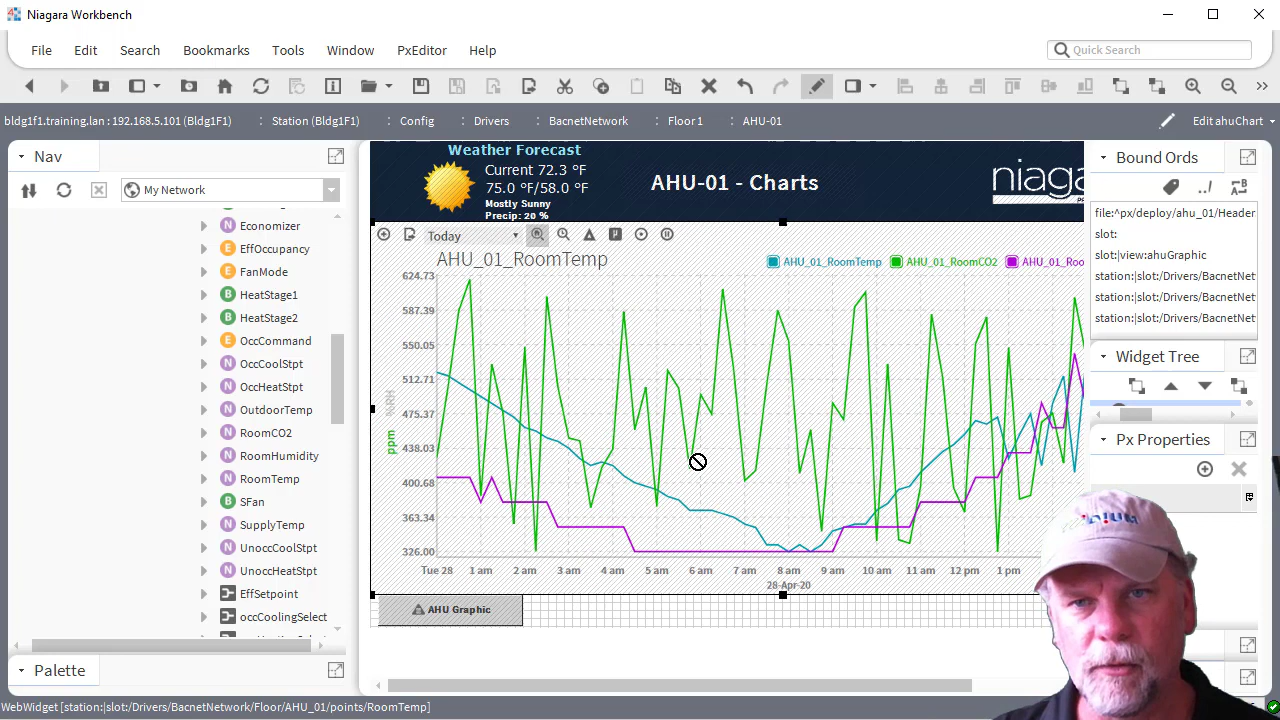 Niagara Workbench
File Edit Search Bookmarks Tools Window PxEditor Help
Quick Search
bldg1f1.training.lan : 192.168.5.101 (Bldg1F1) : Station (Bldg1F1) : Config : Drivers : BacnetNetwork : Floor 1 : AHU-01
Edit ahuChart
Nav
My Network
Economizer
EffOccupancy
FanMode
HeatStage1
HeatStage2
OccCommand
OccCoolStpt
OccHeatStpt
OutdoorTemp
RoomCO2
RoomHumidity
RoomTemp
SFan
SupplyTemp
UnoccCoolStpt
UnoccHeatStpt
EffSetpoint
occCoolingSelect
Palette
Weather Forecast
Current 72.3 °F
75.0 °F/58.0 °F
Mostly Sunny
Precip: 20 %
AHU-01 - Charts
niaga
Today
AHU_01_RoomTemp
AHU_01_RoomTemp AHU_01_RoomCO2 AHU_01_Roo
624.73
587.39
550.05
512.71
475.37
438.03
400.68
363.34
326.00
%RH
ppm
Tue 28 1 am 2 am 3 am 4 am 5 am 6 am 7 am 8 am 9 am 10 am 11 am 12 pm 1 pm
28-Apr-20
AHU Graphic
Bound Ords
file:^px/deploy/ahu_01/Header
slot:
slot:|view:ahuGraphic
station:|slot:/Drivers/BacnetNet
station:|slot:/Drivers/BacnetNet
station:|slot:/Drivers/BacnetNet
Widget Tree
Px Properties
WebWidget [station:|slot:/Drivers/BacnetNetwork/Floor/AHU_01/points/RoomTemp]